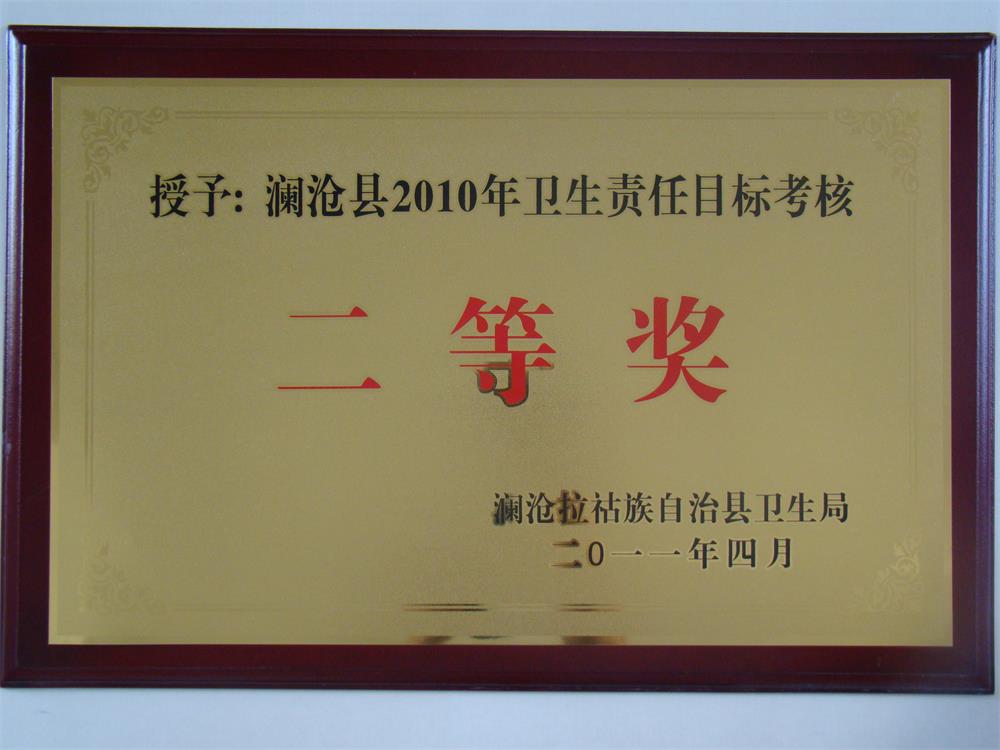 授予: 澜沧县2010年卫生责任目标考核
二等奖
澜沧拉祜族自治县卫生局
二0一一年四月